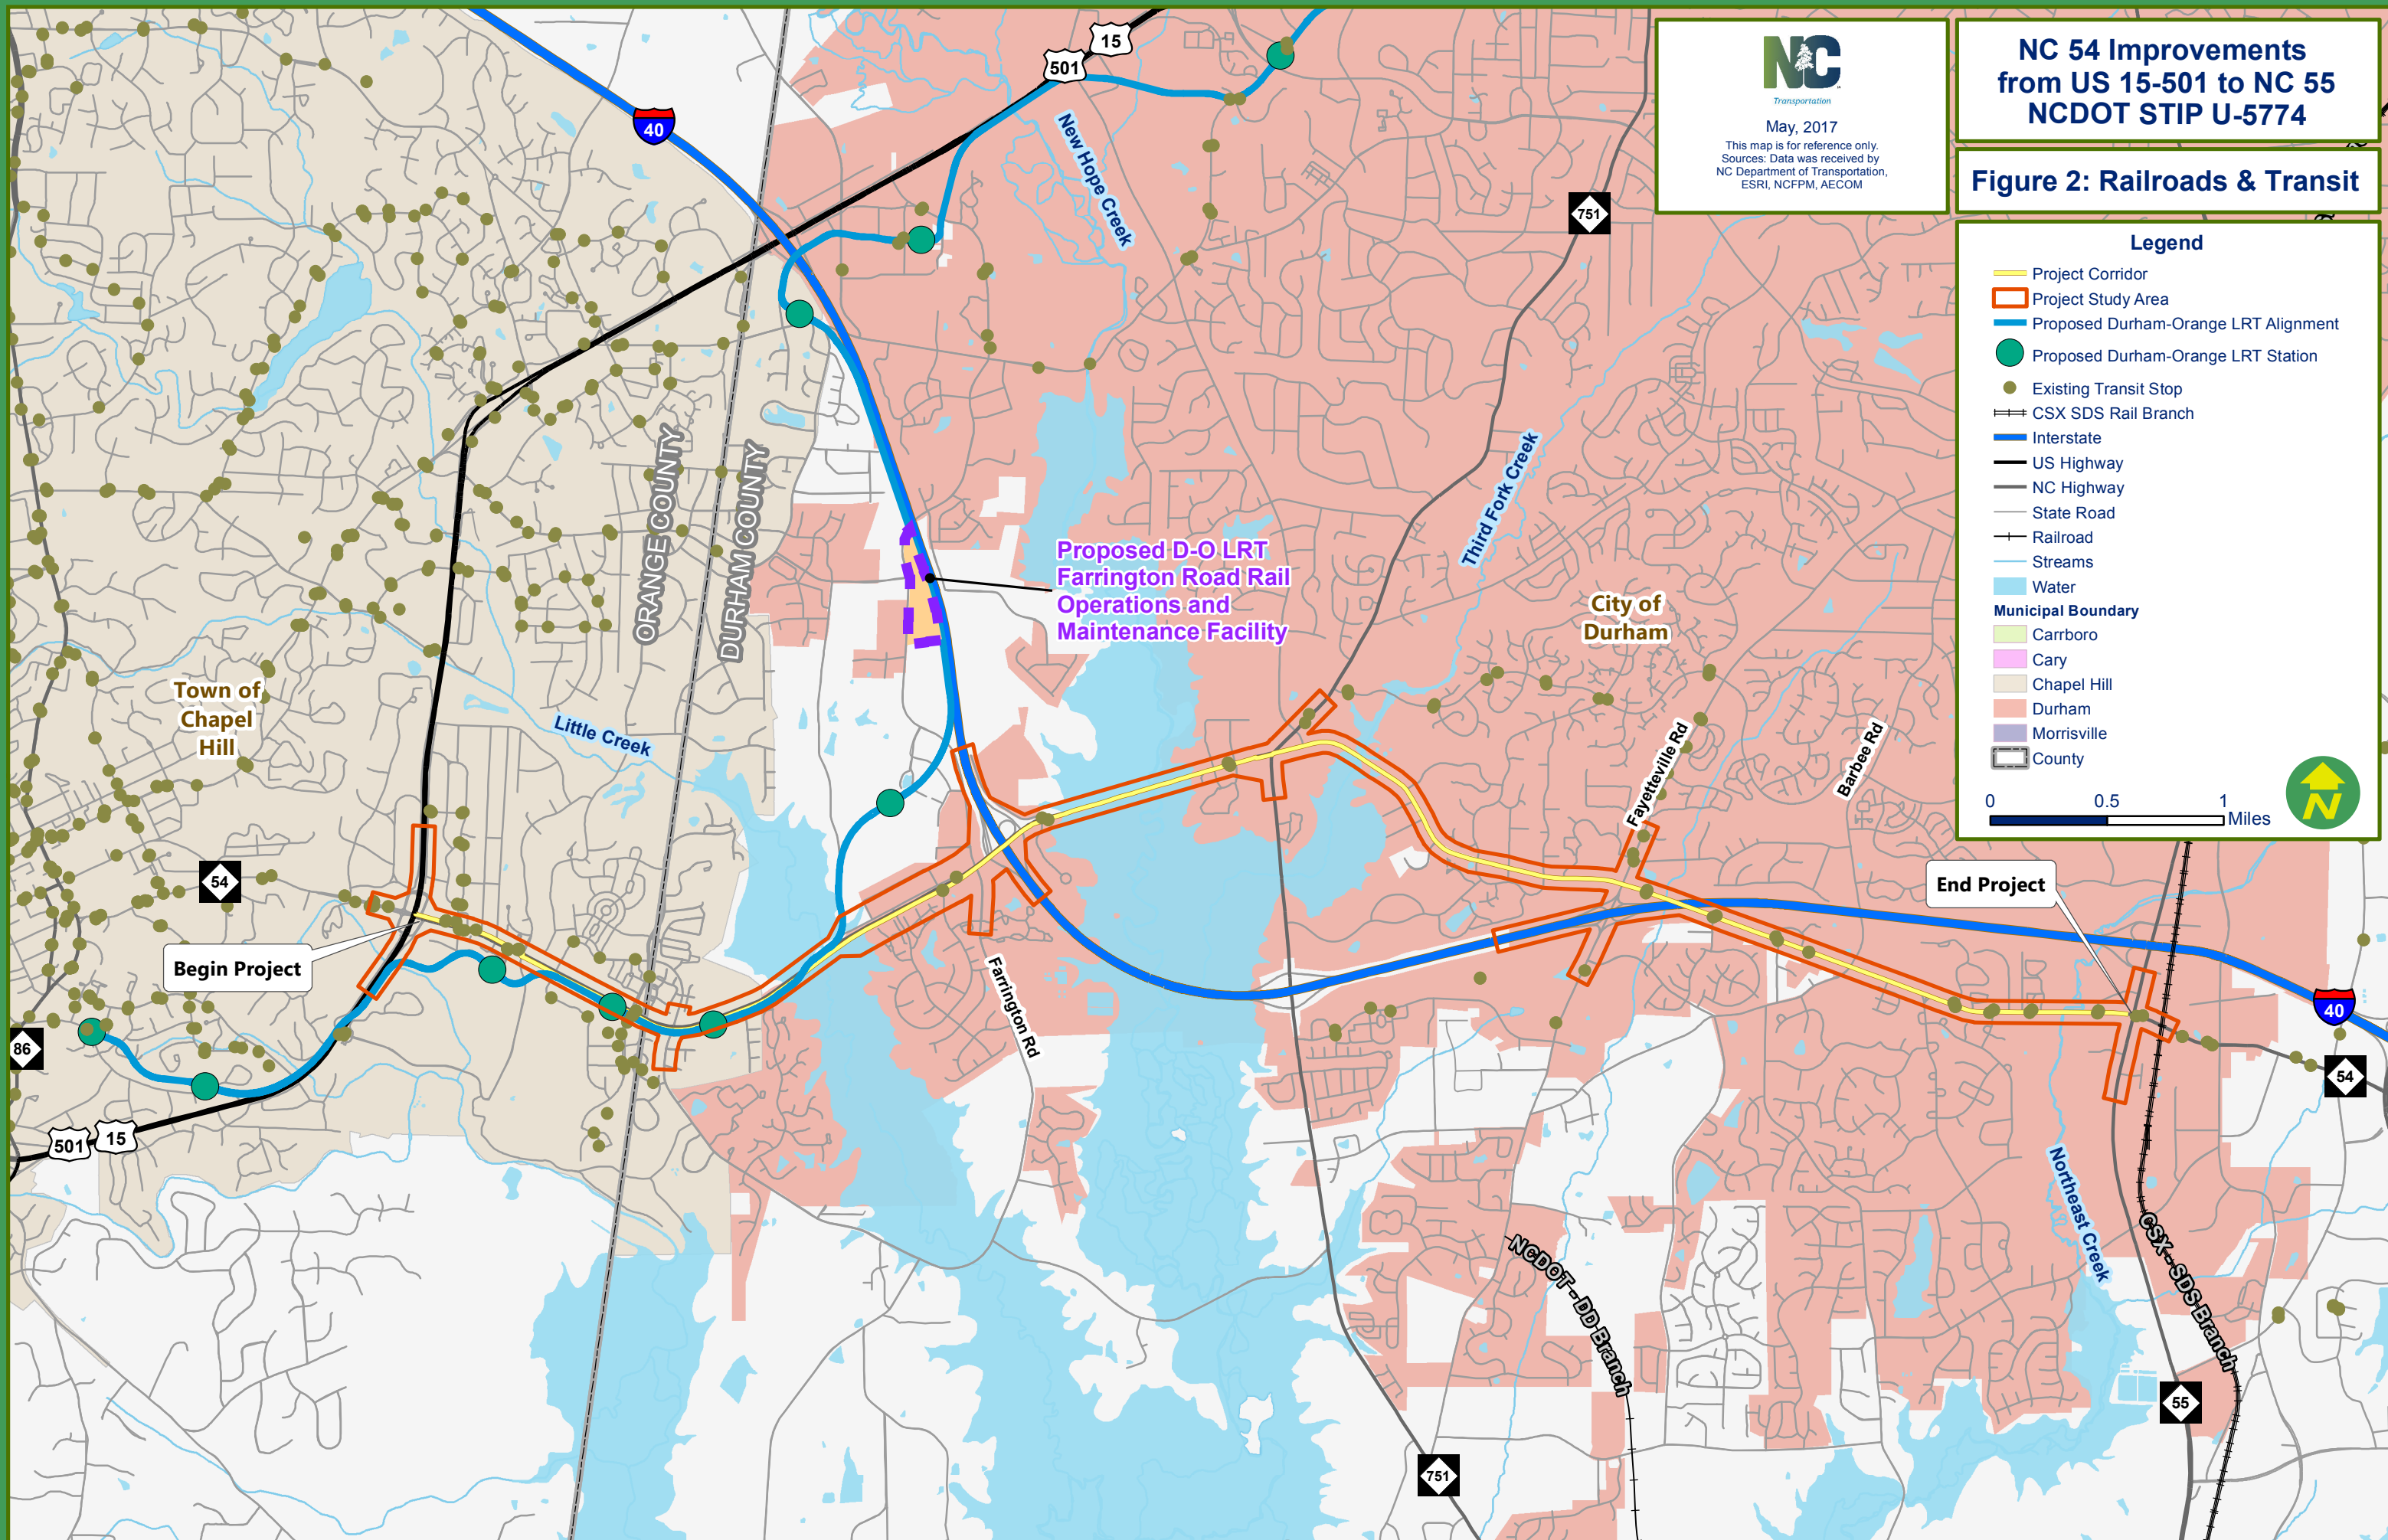 NC
Transportation
May, 2017
This map is for reference only.
Sources: Data was received by
NC Department of Transportation,
ESRI, NCFPM, AECOM
NC 54 Improvements
from US 15-501 to NC 55
NCDOT STIP U-5774
Figure 2: Railroads & Transit
Legend
Project Corridor
Project Study Area
Proposed Durham-Orange LRT Alignment
Proposed Durham-Orange LRT Station
Existing Transit Stop
CSX SDS Rail Branch
Interstate
US Highway
NC Highway
State Road
Railroad
Streams
Water
Municipal Boundary
Carrboro
Cary
Chapel Hill
Durham
Morrisville
County
0 0.5 1
Miles
N
15
501
40
751
New Hope Creek
Third Fork Creek
ORANGE COUNTY
DURHAM COUNTY
Proposed D-O LRT
Farrington Road Rail
Operations and
Maintenance Facility
City of
Durham
Town of
Chapel
Hill
Little Creek
Fayetteville Rd
Barbee Rd
54
Begin Project
End Project
Farrington Rd
86
40
54
501
15
Northeast Creek
CSX - SDS Branch
NCDOT - DD Branch
55
751